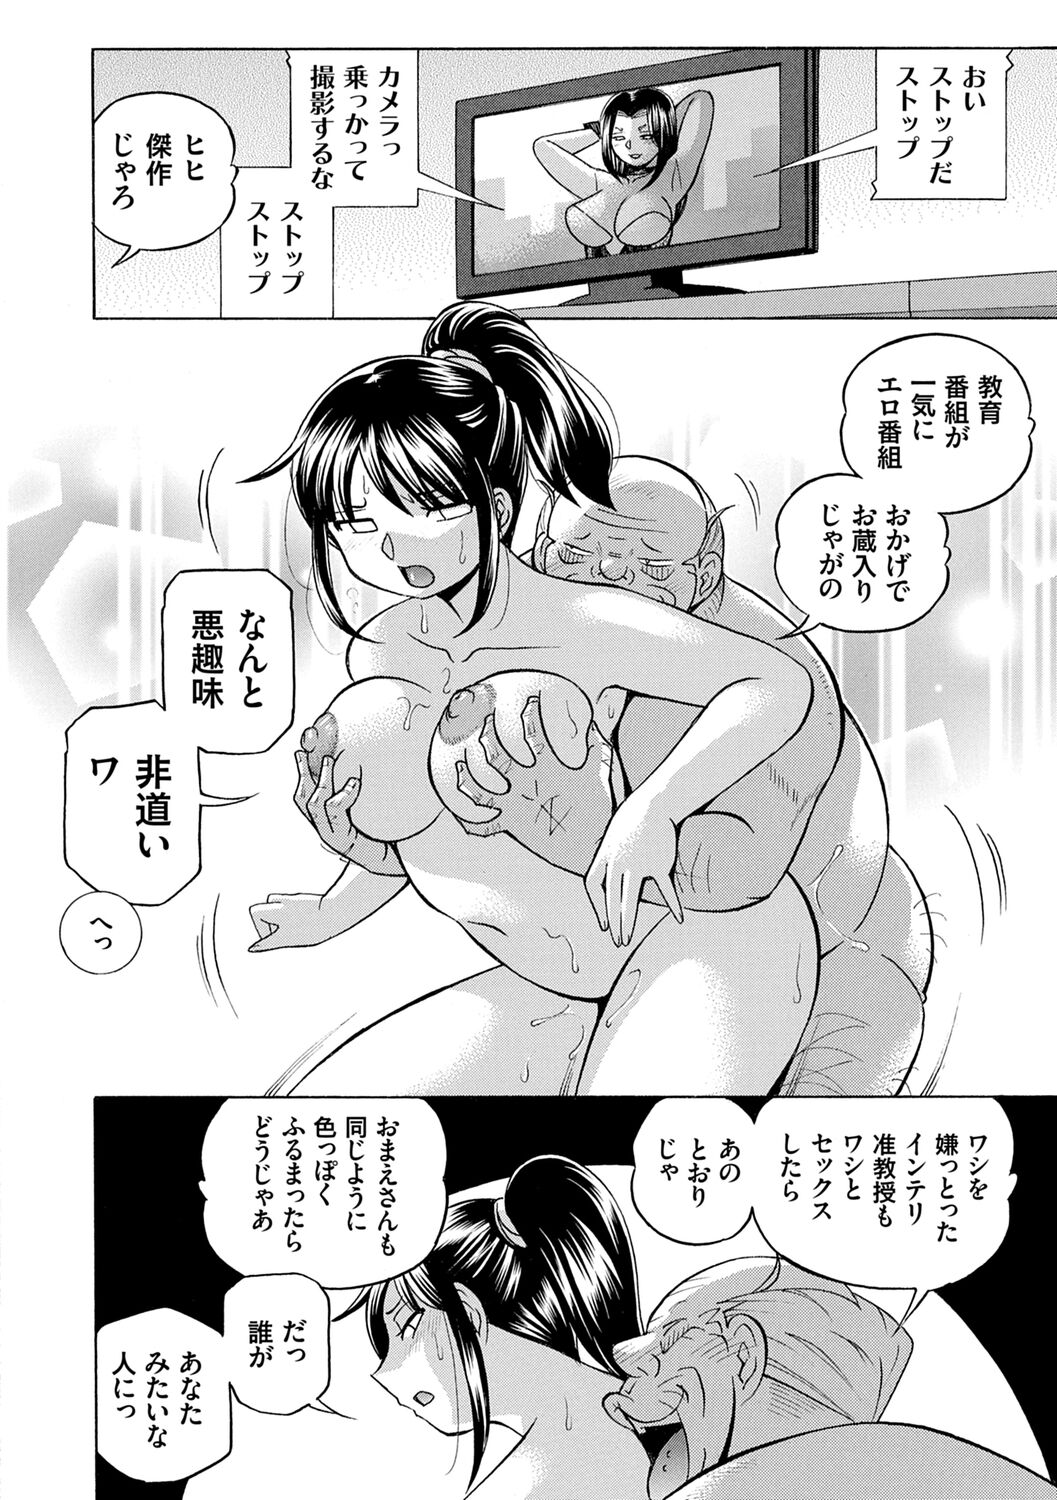 おい
ストップだ
ストップ
カメラっ
乗っかって
撮影するな
ストップ
ストップ
ヒヒ
傑作
じゃろ
教育
番組が
一気に
エロ番組
おかげで
お蔵入り
じゃがの
なんと
悪趣味
非道い
ワ
へっ
ワシを
嫌っとった
インテリ
准教授も
ワシと
セックス
したら
あの
とおり
じゃ
おまえさんも
同じように
色っぽく
ふるまったら
どうじゃあ
だっ
誰が
あなた
みたいな
人にっ